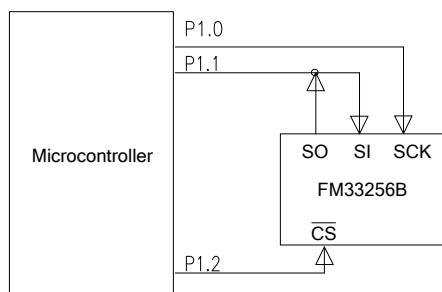 P1.0
P1.1
Microcontroller
SO SI SCK
FM33256B
CS
P1.2